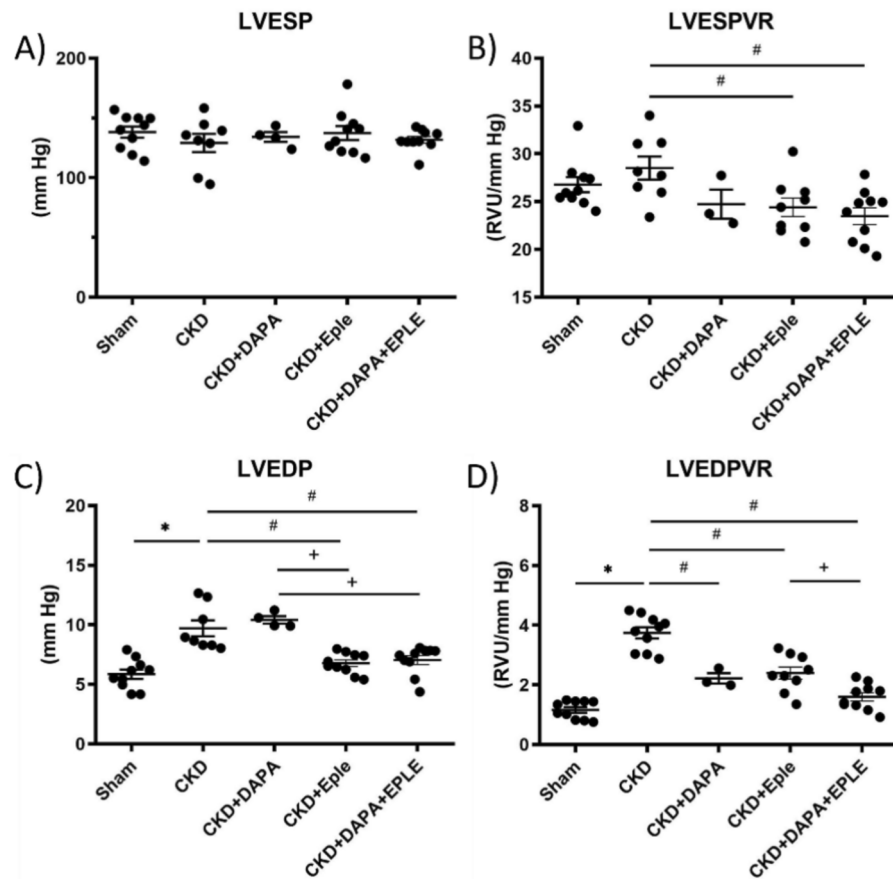 A)
LVESP
(mm Hg)
200
100
0
Sham
CKD
CKD+DAPA
CKD+Eple
CKD+DAPA+EPLE
B)
LVESPVR
(RVU/mm Hg)
40
35
30
25
20
15
#
#
Sham
CKD
CKD+DAPA
CKD+Eple
CKD+DAPA+EPLE
C)
LVEDP
(mm Hg)
20
15
10
5
0
#
*
#
+
+
Sham
CKD
CKD+DAPA
CKD+Eple
CKD+DAPA+EPLE
D)
LVEDPVR
(RVU/mm Hg)
8
6
4
2
0
#
#
*
#
+
Sham
CKD
CKD+DAPA
CKD+Eple
CKD+DAPA+EPLE